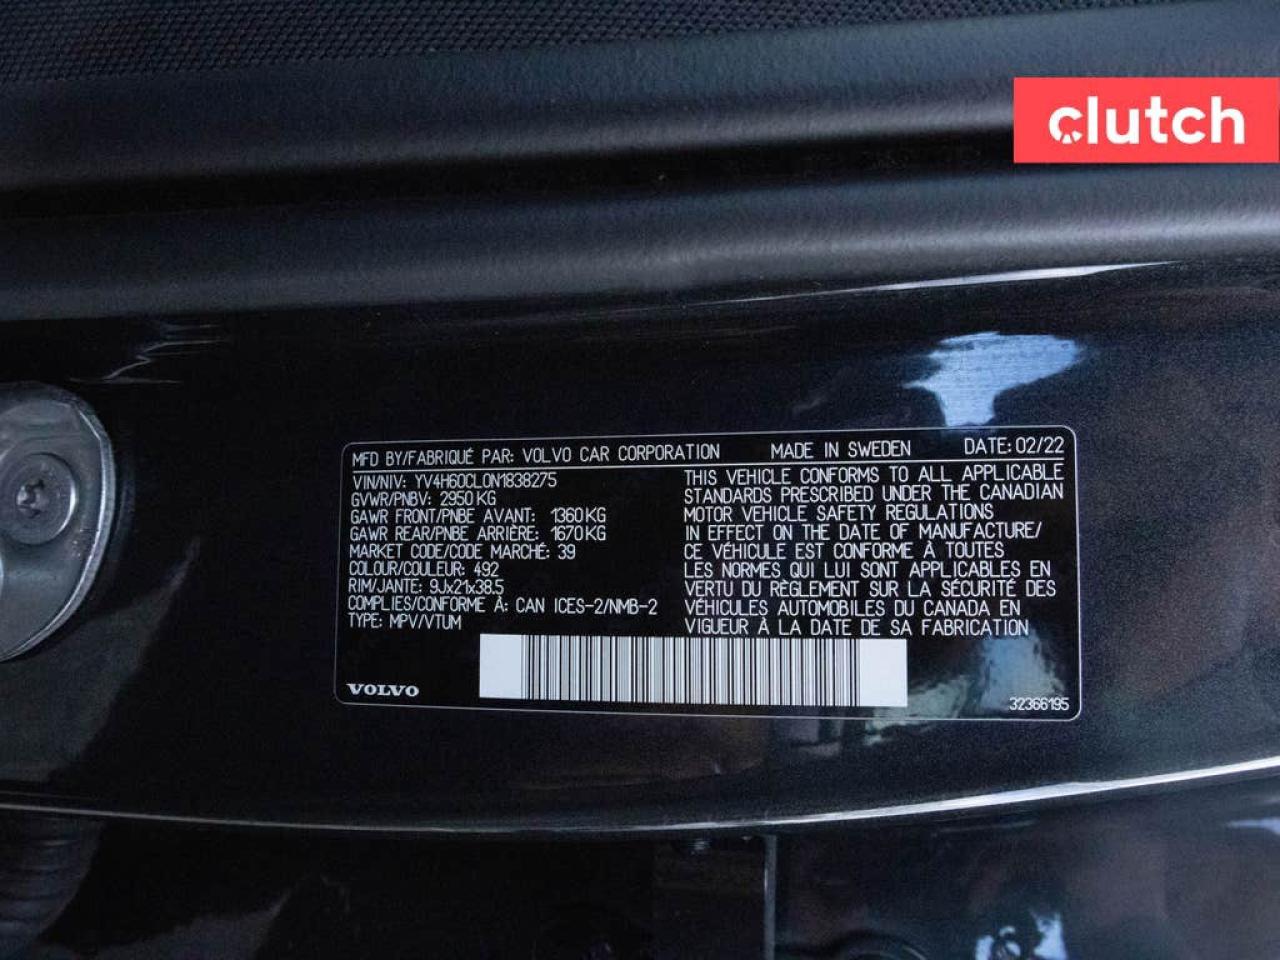 clutch
MFD BY/FABRIQUÉ PAR: VOLVO CAR CORPORATION MADE IN SWEDEN DATE: 02/22
VIN/NIV: YV4H60CL0N1838275
GVWR/PNBV: 2950 KG
GAWR FRONT/PNBE AVANT: 1360 KG
GAWR REAR/PNBE ARRIÈRE: 1670 KG
MARKET CODE/CODE MARCHÉ: 39
COLOUR/COULEUR: 492
RIM/JANTE: 9Jx21x38.5
COMPLIES/CONFORME À: CAN ICES-2/NMB-2
TYPE: MPV/VTUM
THIS VEHICLE CONFORMS TO ALL APPLICABLE
STANDARDS PRESCRIBED UNDER THE CANADIAN
MOTOR VEHICLE SAFETY REGULATIONS
IN EFFECT ON THE DATE OF MANUFACTURE/
CE VÉHICULE EST CONFORME À TOUTES
LES NORMES QUI LUI SONT APPLICABLES EN
VERTU DU RÈGLEMENT SUR LA SÉCURITÉ DES
VÉHICULES AUTOMOBILES DU CANADA EN
VIGUEUR À LA DATE DE SA FABRICATION
VOLVO
32366195